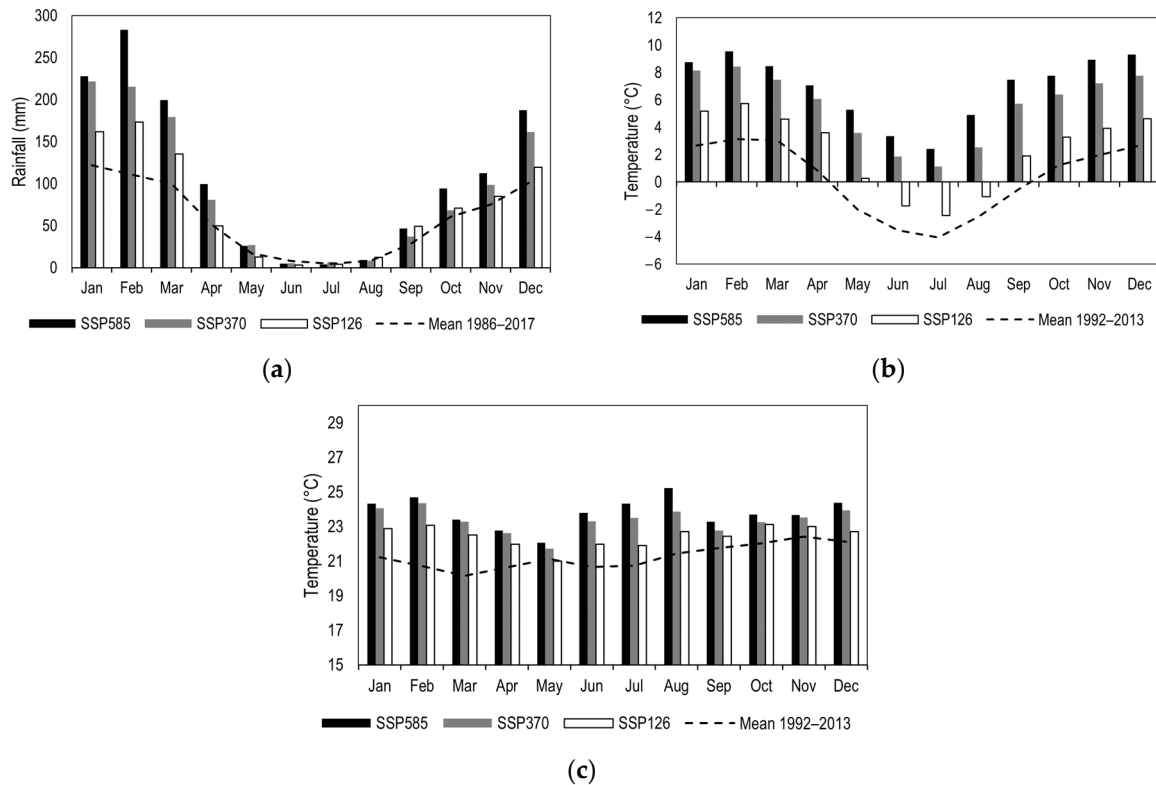 300
250
200
150
100
50
0
Rainfall (mm)
Jan Feb Mar Apr May Jun Jul Aug Sep Oct Nov Dec
SSP585 SSP370 SSP126 Mean 1986–2017
(a)
12
10
8
6
4
2
0
−2
−4
−6
Temperature (°C)
Jan Feb Mar Apr May Jun Jul Aug Sep Oct Nov Dec
SSP585 SSP370 SSP126 Mean 1992–2013
(b)
29
27
25
23
21
19
17
15
Temperature (°C)
Jan Feb Mar Apr May Jun Jul Aug Sep Oct Nov Dec
SSP585 SSP370 SSP126 Mean 1992–2013
(c)